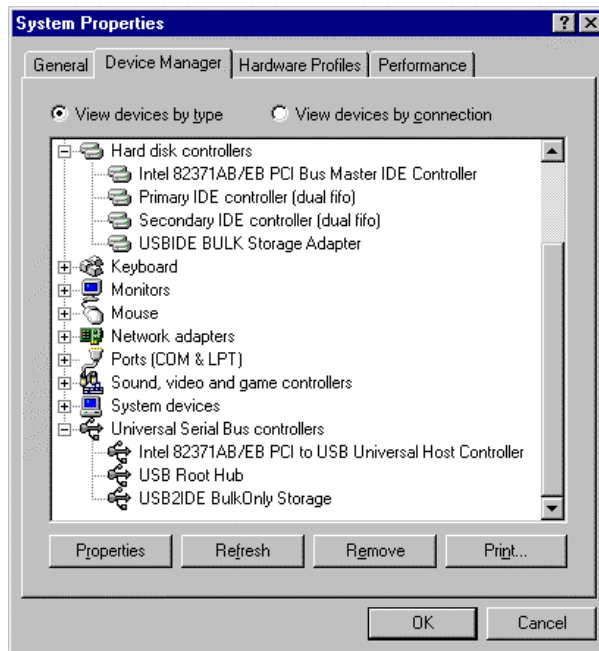 System Properties
General Device Manager Hardware Profiles Performance
View devices by type View devices by connection
Hard disk controllers
Intel 82371AB/EB PCI Bus Master IDE Controller
Primary IDE controller (dual fifo)
Secondary IDE controller (dual fifo)
USBIDE BULK Storage Adapter
Keyboard
Monitors
Mouse
Network adapters
Ports (COM & LPT)
Sound, video and game controllers
System devices
Universal Serial Bus controllers
Intel 82371AB/EB PCI to USB Universal Host Controller
USB Root Hub
USB2IDE BulkOnly Storage
Properties Refresh Remove Print...
OK Cancel